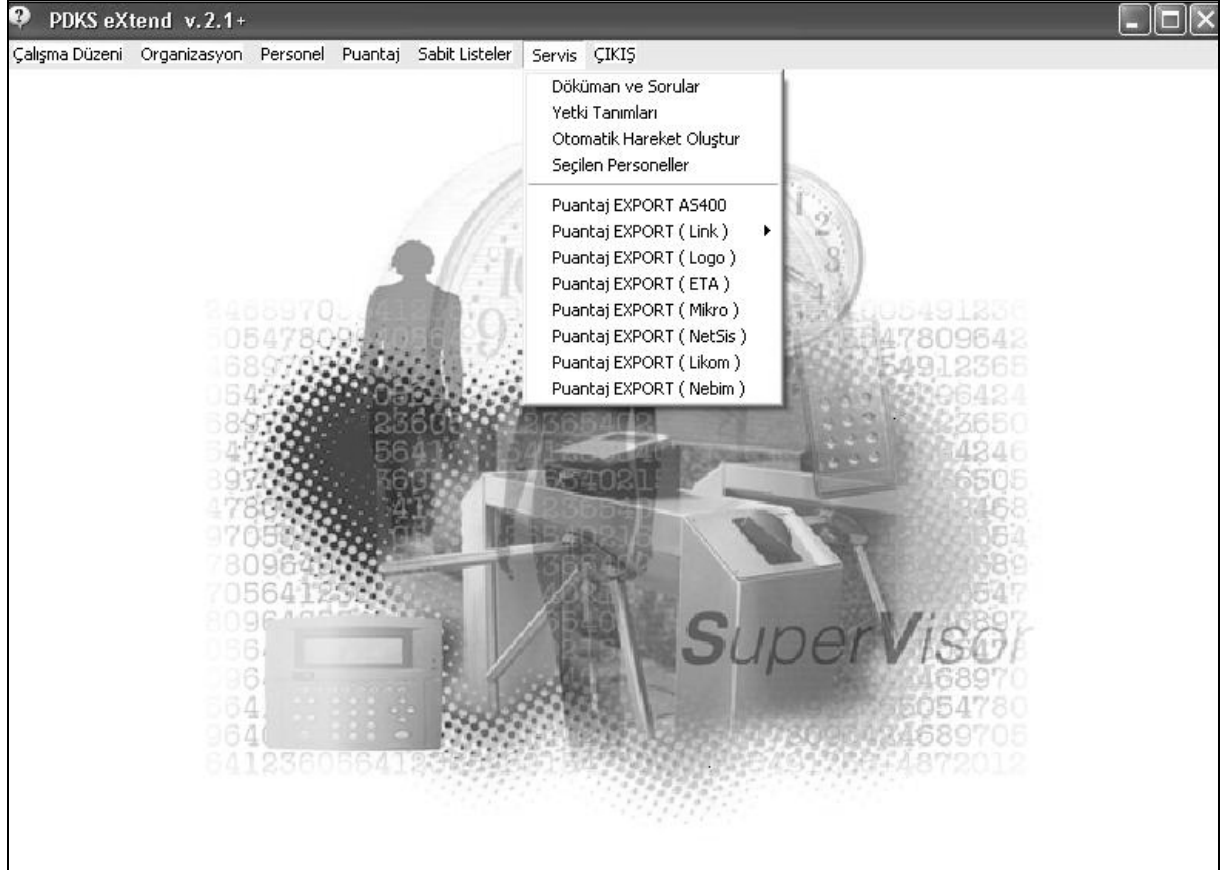 PDKS eXtend v.2.1+
Çalışma Düzeni Organizasyon Personel Puantaj Sabit Listeler Servis ÇIKIŞ
Döküman ve Sorular
Yetki Tanımları
Otomatik Hareket Oluştur
Seçilen Personeller
Puantaj EXPORT AS400
Puantaj EXPORT ( Link )
Puantaj EXPORT ( Logo )
Puantaj EXPORT ( ETA )
Puantaj EXPORT ( Mikro )
Puantaj EXPORT ( NetSis )
Puantaj EXPORT ( Likom )
Puantaj EXPORT ( Nebim )
SuperVisor